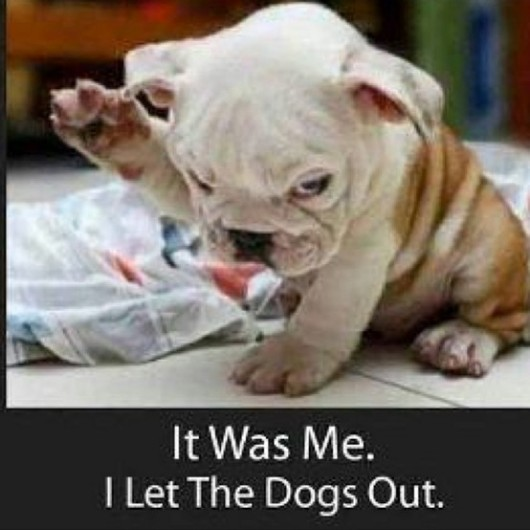 It Was Me.
I Let The Dogs Out.